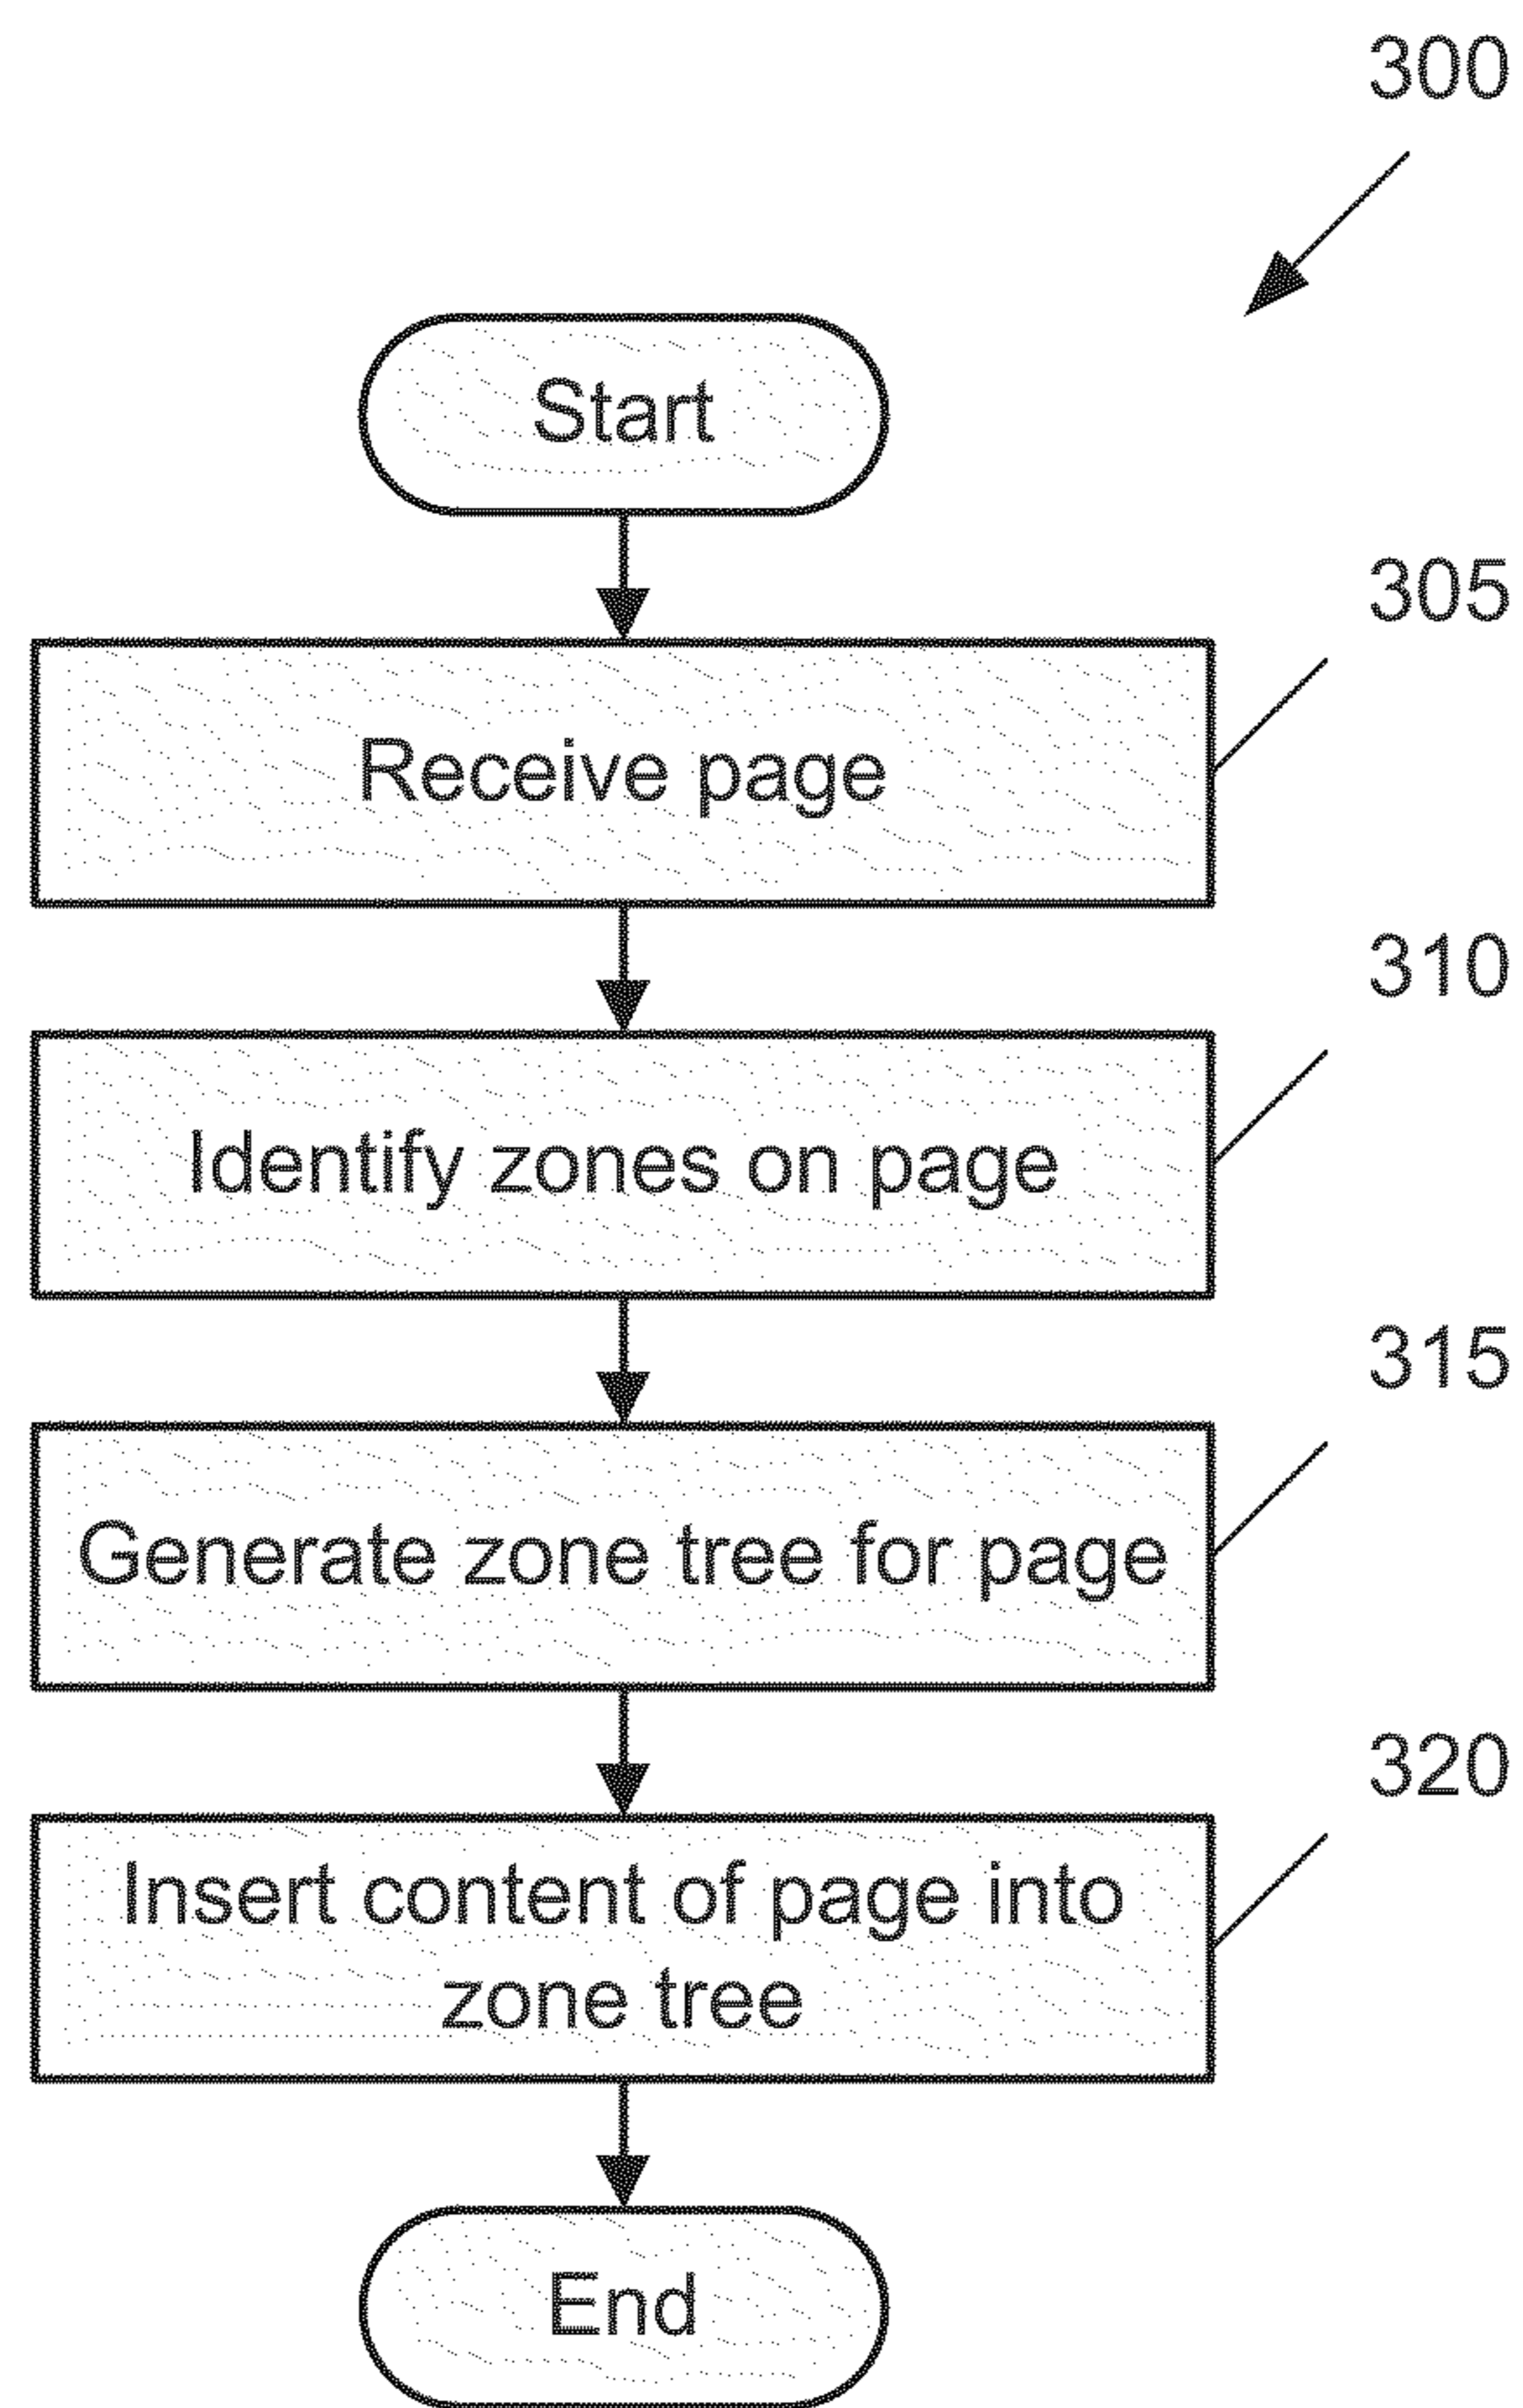 300
Start
305
Receive page
310
Identify zones on page
315
Generate zone tree for page
320
Insert content of page into
zone tree
End